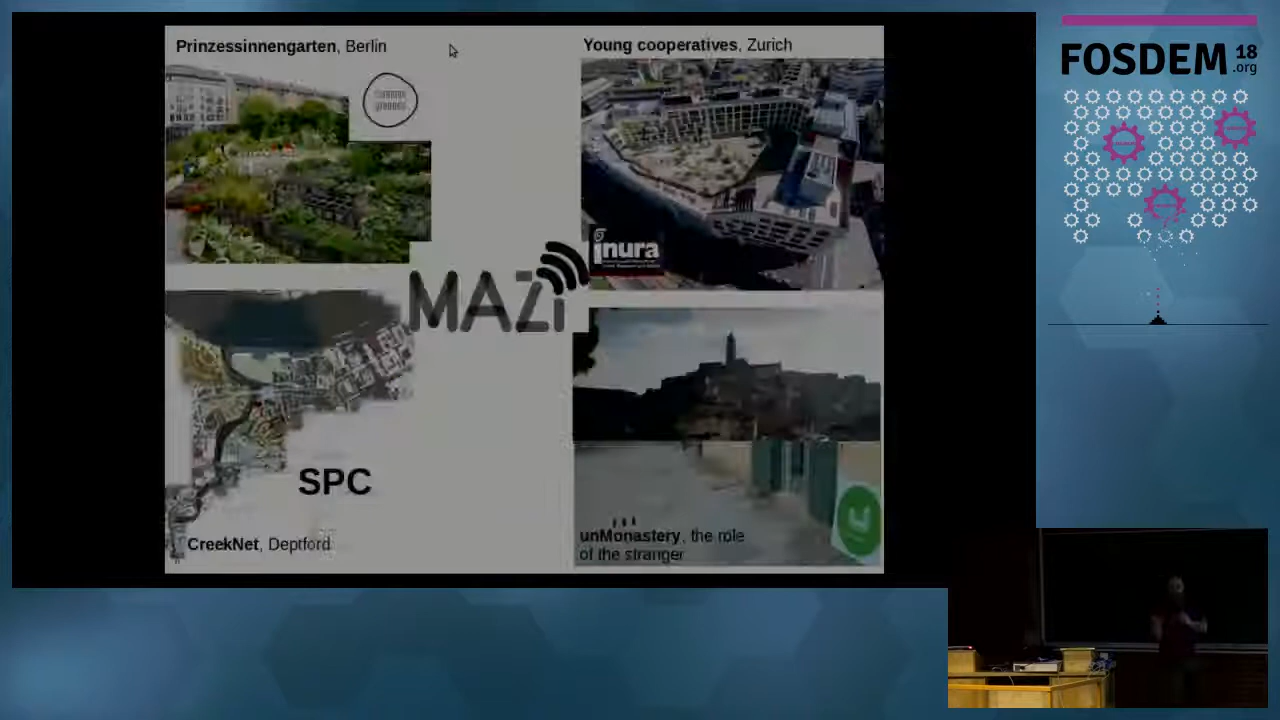 Prinzessinnengarten, Berlin
Young cooperatives, Zurich
inura
MAZi
SPC
CreekNet, Deptford
unMonastery, the role
of the stranger
FOSDEM 18
.org